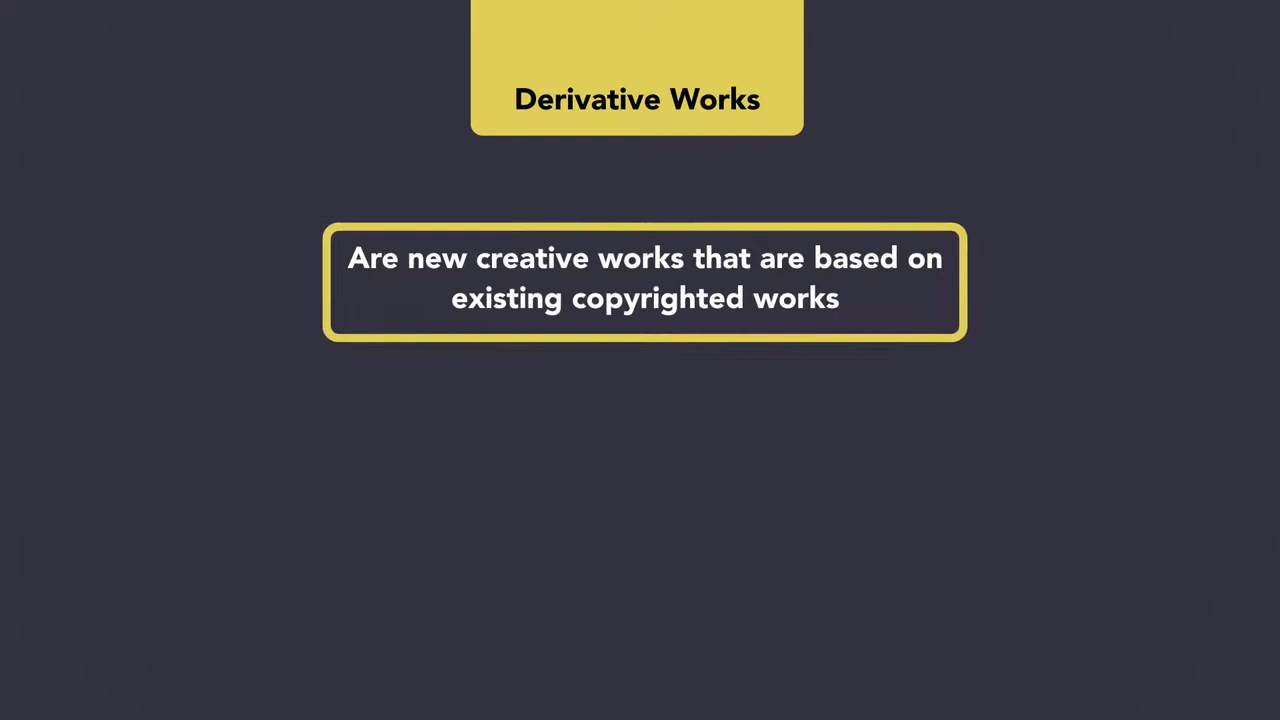 Derivative Works
Are new creative works that are based on
existing copyrighted works